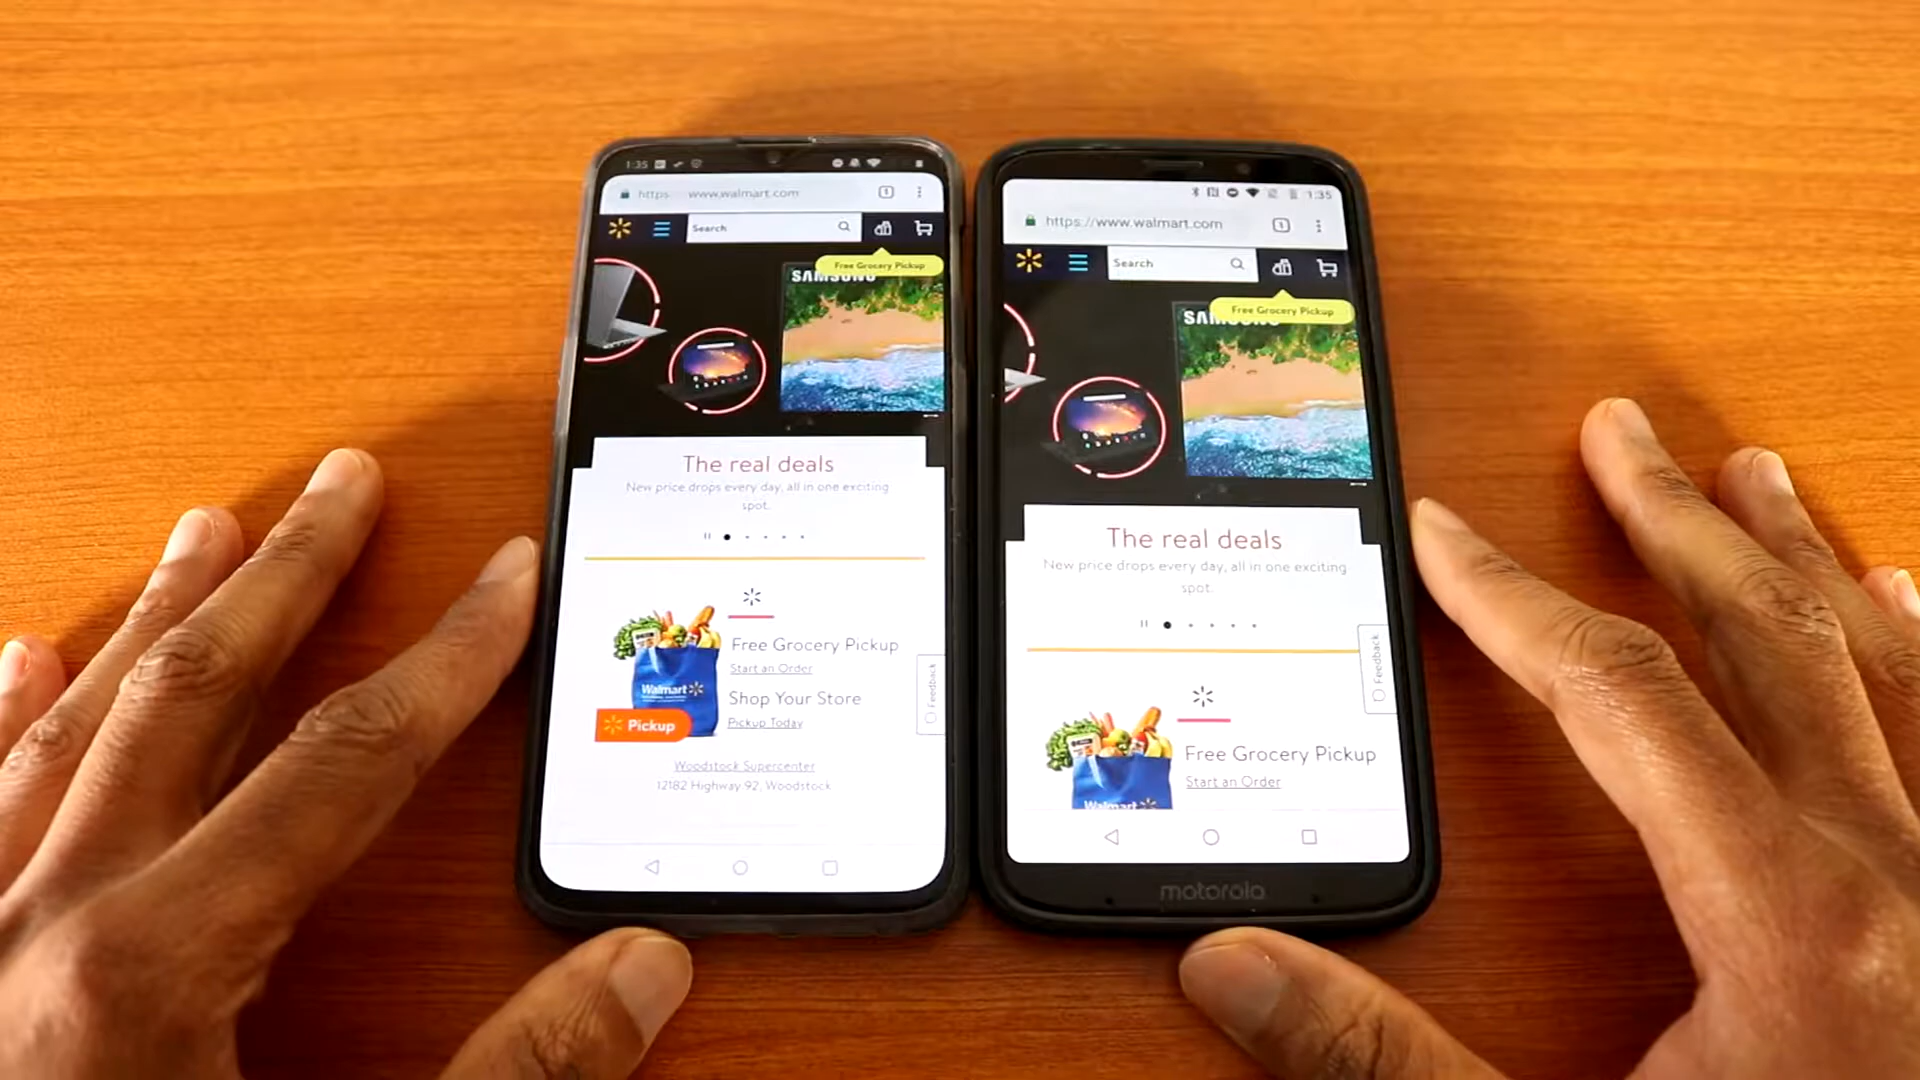 1:35
https www.walmart.com
1
Search
Free Grocery Pickup
SAMSUNG
The real deals
New price drops every day, all in one exciting
spot.
Free Grocery Pickup
Start an Order
Shop Your Store
Pickup Today
Walmart
Pickup
Feedback
Woodstock Supercenter
12182 Highway 92, Woodstock
1:35
https://www.walmart.com
1
Search
Free Grocery Pickup
SAMSUNG
The real deals
New price drops every day, all in one exciting
spot.
Feedback
Free Grocery Pickup
Start an Order
Walmart
motorola